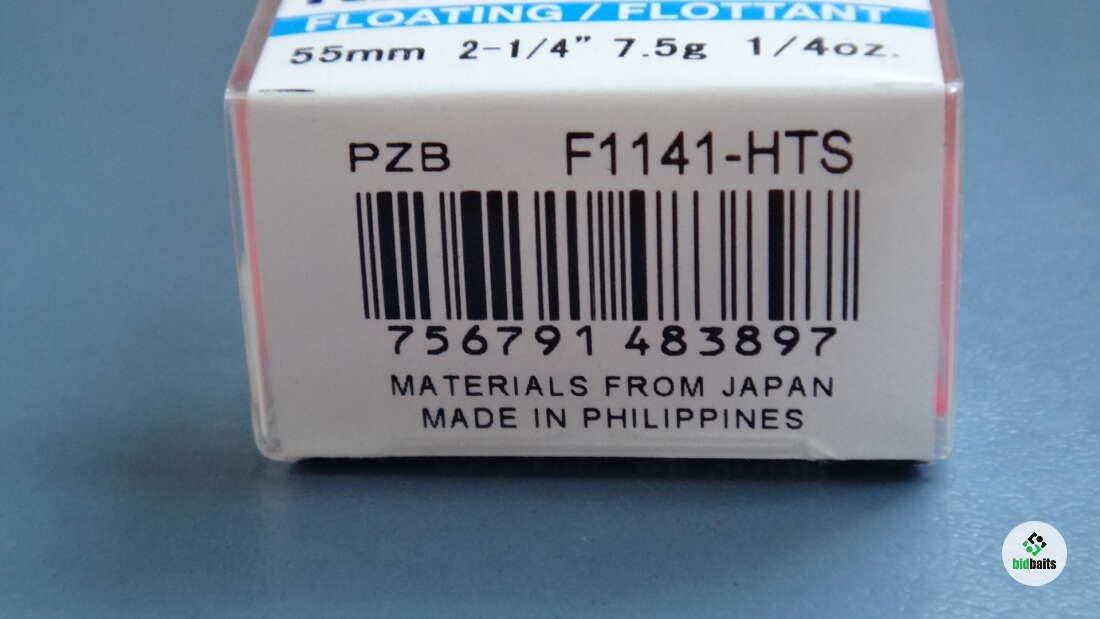 FLOATING / FLOTTANT
55mm 2-1/4" 7.5g 1/4oz.
PZB F1141-HTS
756791 483897
MATERIALS FROM JAPAN
MADE IN PHILIPPINES
bidbaits